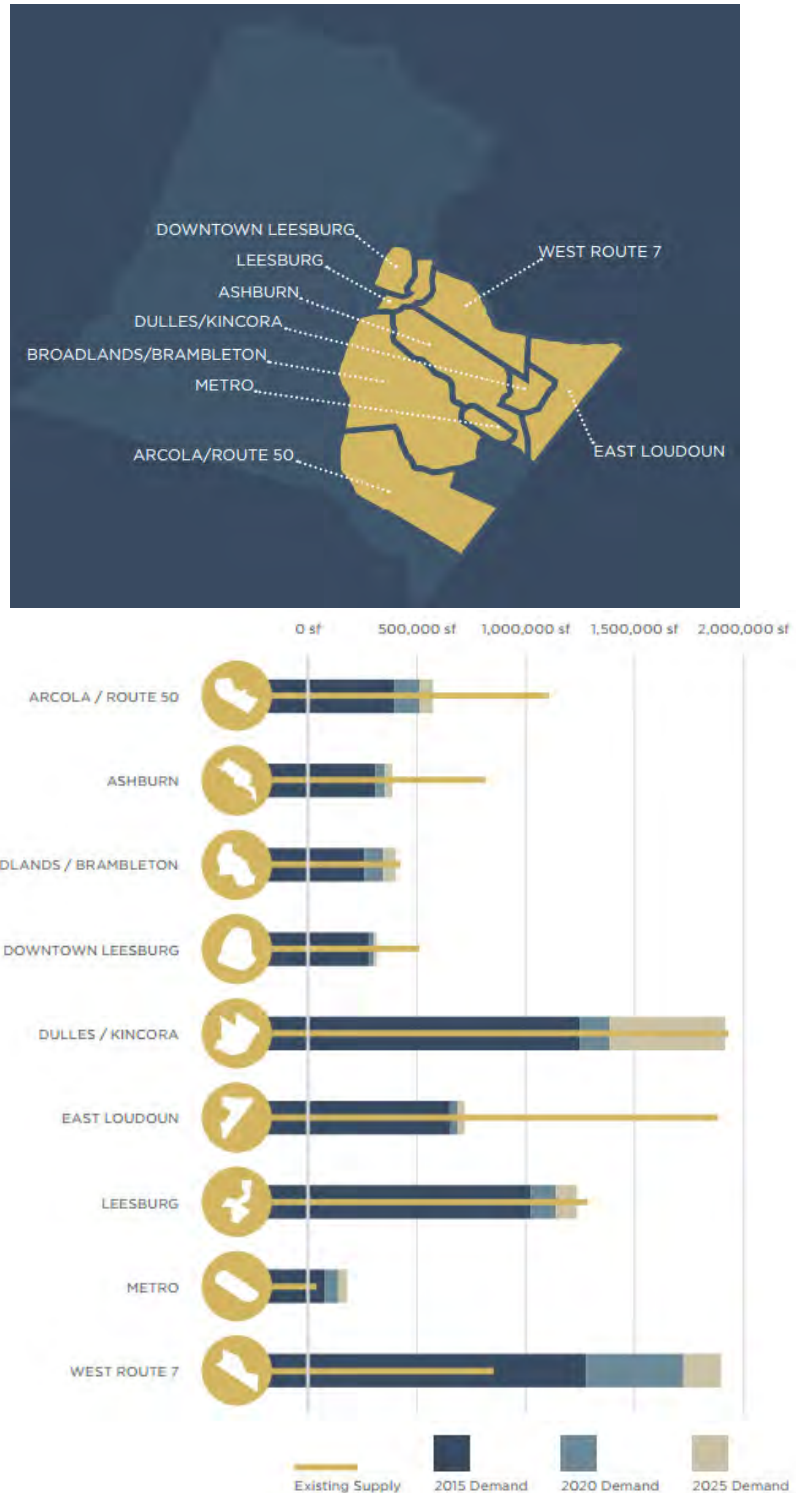 DOWNTOWN LEESBURG
LEESBURG
WEST ROUTE 7
ASHBURN
DULLES/KINCORA
BROADLANDS/BRAMBLETON
METRO
ARCOLA/ROUTE 50
EAST LOUDOUN
0 sf 500,000 sf 1,000,000 sf 1,500,000 sf 2,000,000 sf
ARCOLA / ROUTE 50
ASHBURN
DLANDS / BRAMBLETON
DOWNTOWN LEESBURG
DULLES / KINCORA
EAST LOUDOUN
LEESBURG
METRO
WEST ROUTE 7
Existing Supply 2015 Demand 2020 Demand 2025 Demand